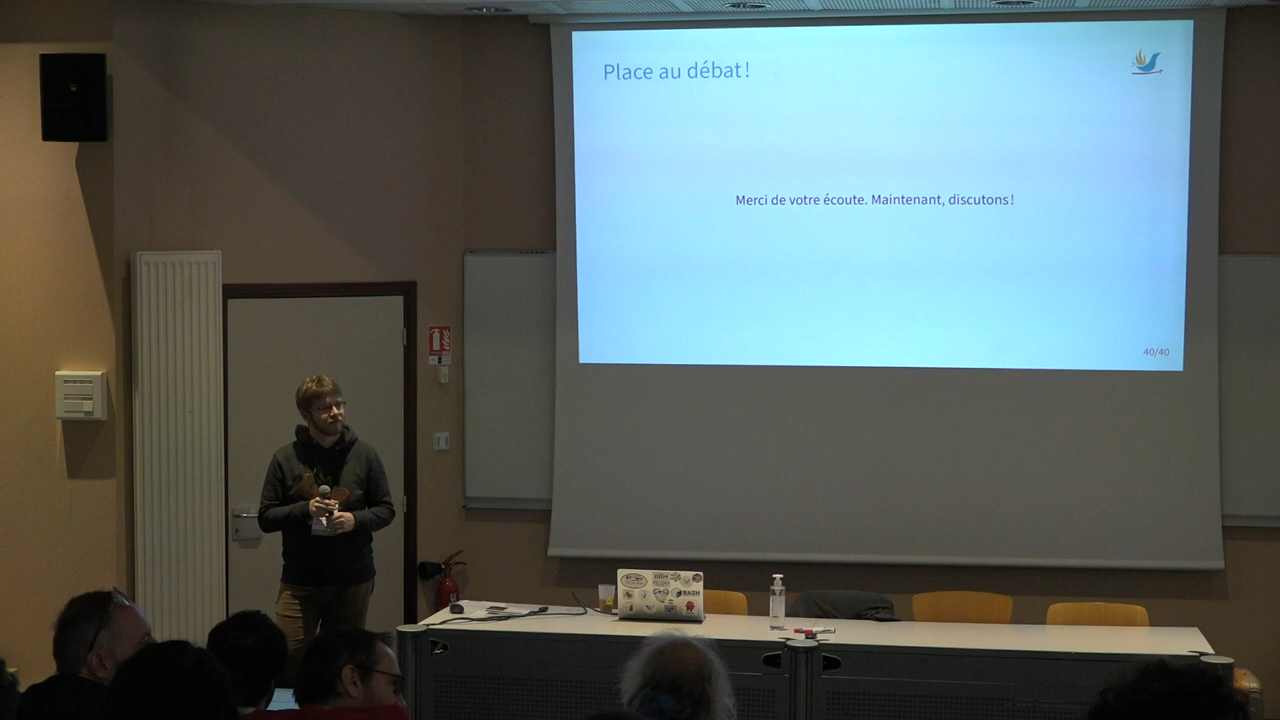 Place au débat !
Merci de votre écoute. Maintenant, discutons !
40/40
BASH